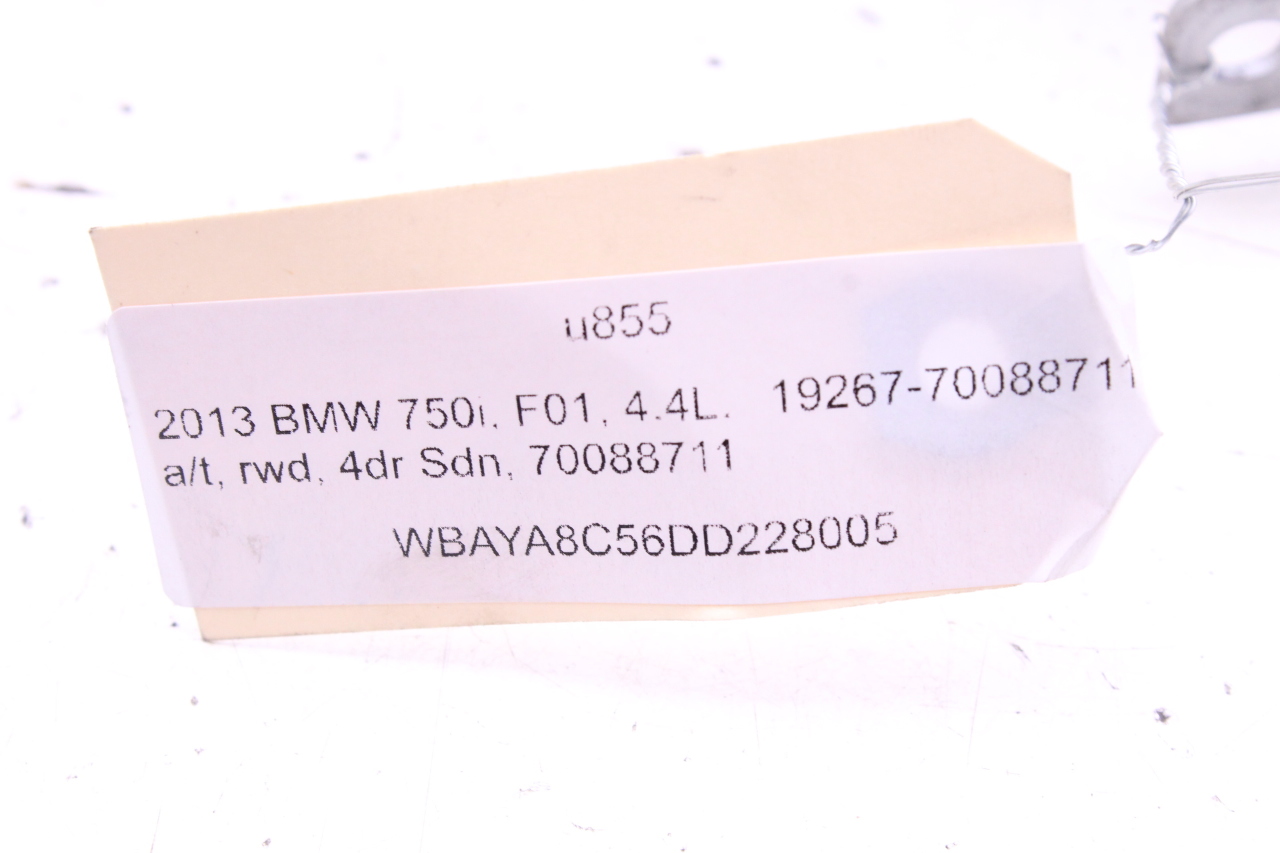 u855
2013 BMW 750i, F01, 4.4L, 19267-70088711
a/t, rwd, 4dr Sdn, 70088711
WBAYA8C56DD228005